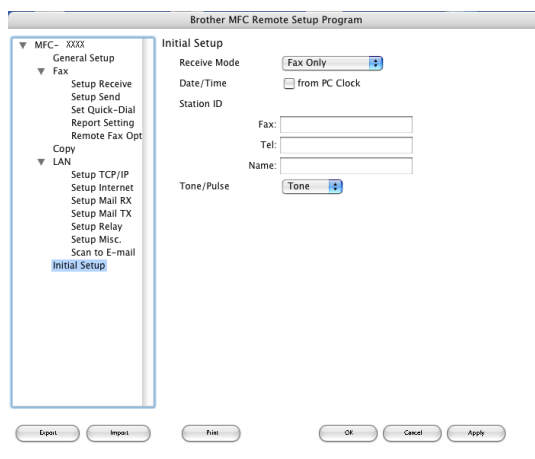 Brother MFC Remote Setup Program
MFC- XXXX
General Setup
Fax
Setup Receive
Setup Send
Set Quick-Dial
Report Setting
Remote Fax Opt
Copy
LAN
Setup TCP/IP
Setup Internet
Setup Mail RX
Setup Mail TX
Setup Relay
Setup Misc.
Scan to E-mail
Initial Setup
Initial Setup
Receive Mode Fax Only
Date/Time from PC Clock
Station ID
Fax:
Tel:
Name:
Tone/Pulse Tone
Export Import Print OK Cancel Apply